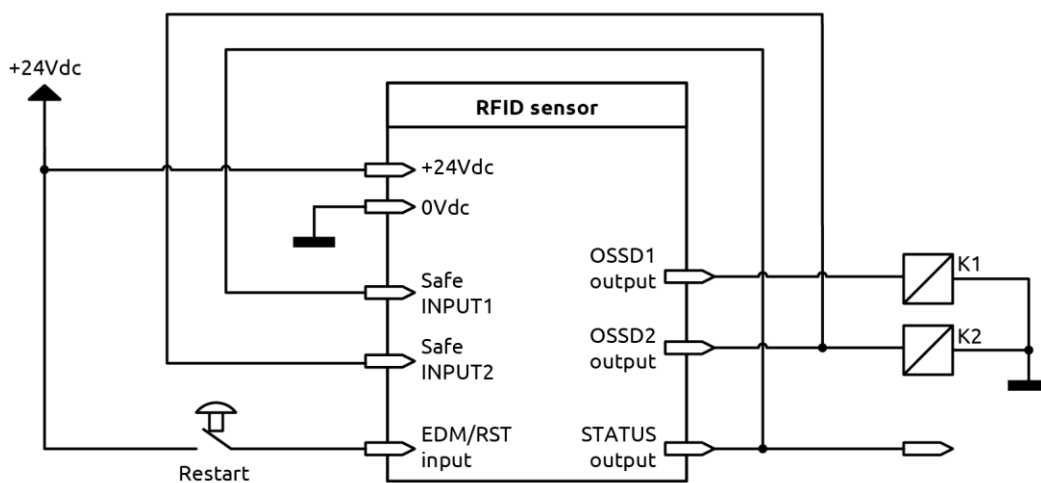 +24Vdc
RFID sensor
+24Vdc
0Vdc
Safe
INPUT1
Safe
INPUT2
EDM/RST
input
OSSD1
output
OSSD2
output
STATUS
output
K1
K2
Restart